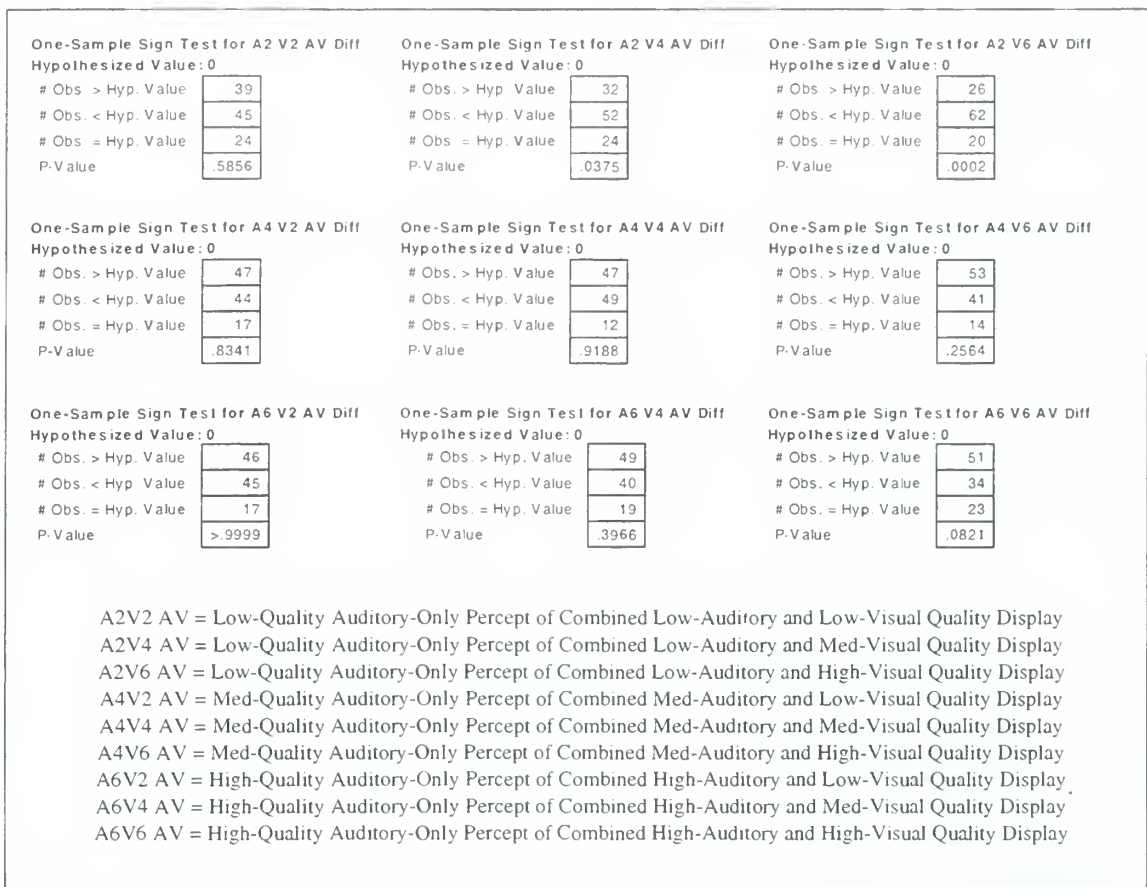 One-Sample Sign Test for A2 V2 AV Diff
Hypothesized Value: 0
# Obs > Hyp. Value 39
# Obs. < Hyp. Value 45
# Obs = Hyp. Value 24
P-Value .5856
One-Sample Sign Test for A2 V4 AV Diff
Hypothesized Value: 0
# Obs. > Hyp Value 32
# Obs. < Hyp. Value 52
# Obs = Hyp. Value 24
P-Value .0375
One-Sample Sign Test for A2 V6 AV Diff
Hypothesized Value: 0
# Obs > Hyp. Value 26
# Obs. < Hyp. Value 62
# Obs. = Hyp. Value 20
P-Value .0002
One-Sample Sign Test for A4 V2 AV Diff
Hypothesized Value: 0
# Obs. > Hyp. Value 47
# Obs. < Hyp. Value 44
# Obs. = Hyp. Value 17
P-Value .8341
One-Sample Sign Test for A4 V4 AV Diff
Hypothesized Value: 0
# Obs. > Hyp. Value 47
# Obs. < Hyp. Value 49
# Obs. = Hyp. Value 12
P-Value .9188
One-Sample Sign Test for A4 V6 AV Diff
Hypothesized Value: 0
# Obs. > Hyp. Value 53
# Obs. < Hyp. Value 41
# Obs. = Hyp. Value 14
P-Value .2564
One-Sample Sign Test for A6 V2 AV Diff
Hypothesized Value: 0
# Obs. > Hyp. Value 46
# Obs. < Hyp Value 45
# Obs. = Hyp. Value 17
P-Value >.9999
One-Sample Sign Test for A6 V4 AV Diff
Hypothesized Value: 0
# Obs. > Hyp. Value 49
# Obs. < Hyp. Value 40
# Obs. = Hyp. Value 19
P-Value .3966
One-Sample Sign Test for A6 V6 AV Diff
Hypothesized Value: 0
# Obs. > Hyp. Value 51
# Obs. < Hyp. Value 34
# Obs. = Hyp. Value 23
P-Value .0821
A2V2 AV = Low-Quality Auditory-Only Percept of Combined Low-Auditory and Low-Visual Quality Display
A2V4 AV = Low-Quality Auditory-Only Percept of Combined Low-Auditory and Med-Visual Quality Display
A2V6 AV = Low-Quality Auditory-Only Percept of Combined Low-Auditory and High-Visual Quality Display
A4V2 AV = Med-Quality Auditory-Only Percept of Combined Med-Auditory and Low-Visual Quality Display
A4V4 AV = Med-Quality Auditory-Only Percept of Combined Med-Auditory and Med-Visual Quality Display
A4V6 AV = Med-Quality Auditory-Only Percept of Combined Med-Auditory and High-Visual Quality Display
A6V2 AV = High-Quality Auditory-Only Percept of Combined High-Auditory and Low-Visual Quality Display
A6V4 AV = High-Quality Auditory-Only Percept of Combined High-Auditory and Med-Visual Quality Display
A6V6 AV = High-Quality Auditory-Only Percept of Combined High-Auditory and High-Visual Quality Display